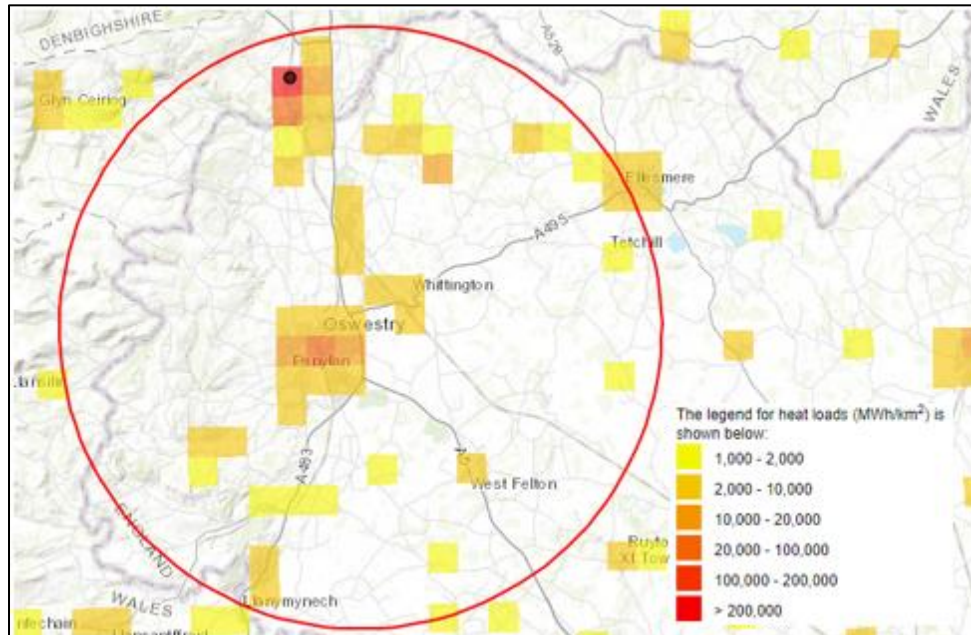 DENBIGHSHIRE
A528
Glyn Ceiriog
WALES
Ellesmere
A495
Tetchill
Whittington
Oswestry
The legend for heat loads (MWh/km²) is
shown below:
1,000 - 2,000
2,000 - 10,000
10,000 - 20,000
20,000 - 100,000
100,000 - 200,000
> 200,000
A483
A5
West Felton
ENGLAND
WALES
Llanymynech